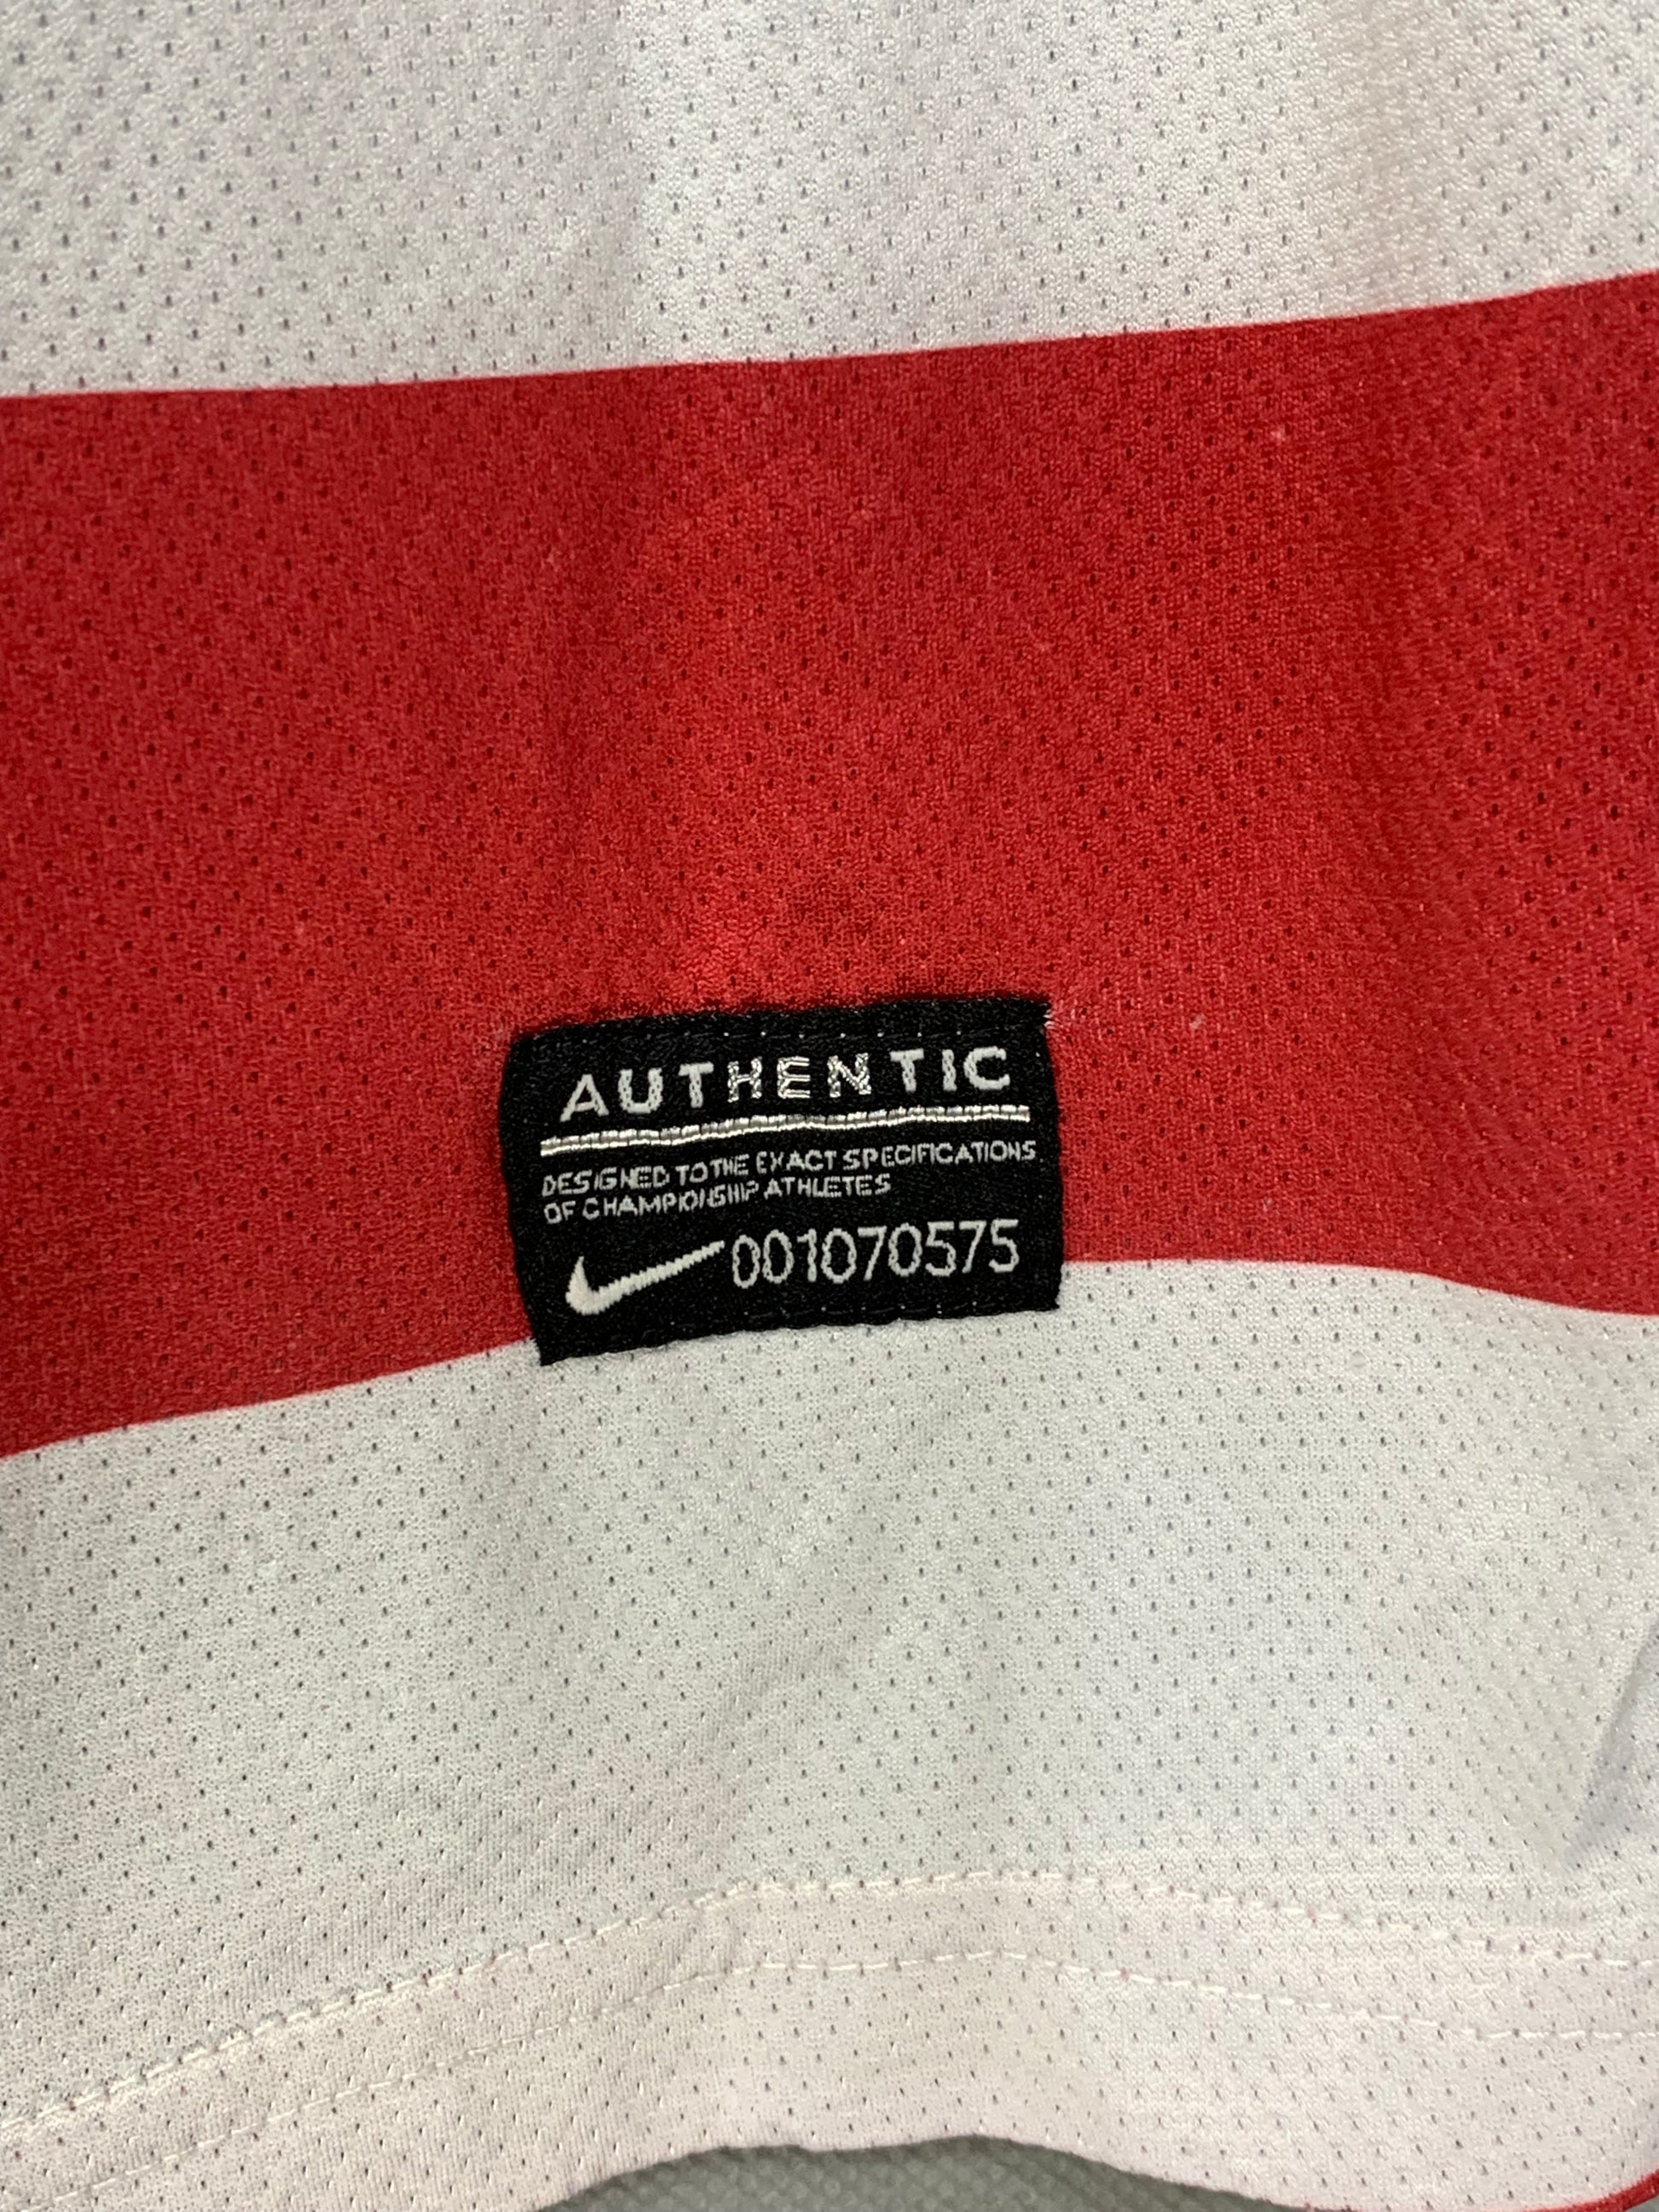 AUTHENTIC
DESIGNED TO THE EXACT SPECIFICATIONS
OF CHAMPIONSHIP ATHLETES
001070575